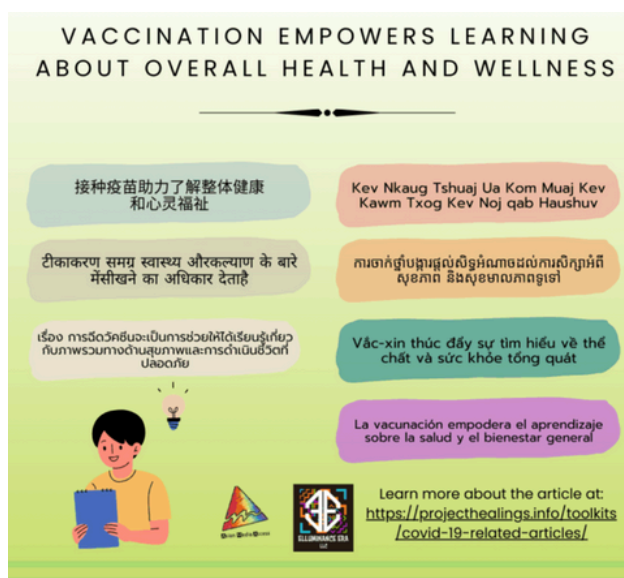 VACCINATION EMPOWERS LEARNING
ABOUT OVERALL HEALTH AND WELLNESS
接种疫苗助力了解整体健康
和心灵福祉
Kev Nkaug Tshuaj Ua Kom Muaj Kev
Kawm Txog Kev Noj qab Haushuv
टीकाकरण समग्र स्वास्थ्य औरकल्याण के बारे
मेंसीखने का अधिकार देताहै
ការចាក់ថ្នាំបង្ការផ្តល់សិទ្ធអំណាចដល់ការសិក្សាអំពី
សុខភាព និងសុខមាលភាពទូទៅ
เรื่อง การฉีดวัคซีนจะเป็นการช่วยให้ได้เรียนรู้เกี่ยว
กับภาพรวมทางด้านสุขภาพและการดำเนินชีวิตที่
ปลอดภัย
Vắc-xin thúc đẩy sự tìm hiểu về thể
chất và sức khỏe tổng quát
La vacunación empodera el aprendizaje
sobre la salud y el bienestar general
ELLUMINANCE ERA
LLC
Learn more about the article at:
https://projecthealings.info/toolkits
/covid-19-related-articles/